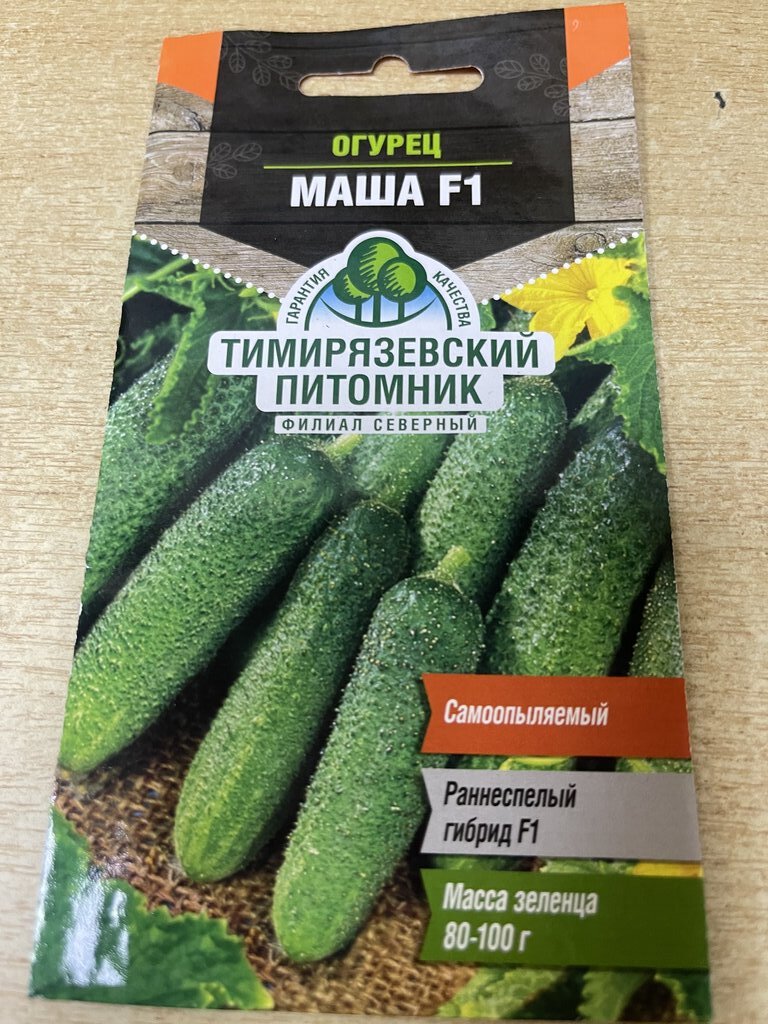 ОГУРЕЦ
МАША F1
ГАРАНТИЯ КАЧЕСТВА
ТИМИРЯЗЕВСКИЙ
ПИТОМНИК
ФИЛИАЛ СЕВЕРНЫЙ
Самоопыляемый
Раннеспелый
гибрид F1
Масса зеленца
80-100 г